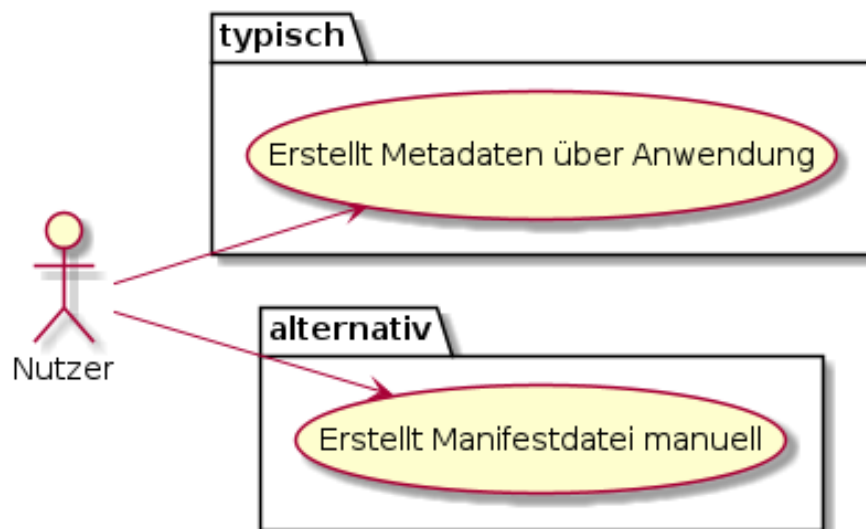 typisch
Erstellt Metadaten über Anwendung
Nutzer
alternativ
Erstellt Manifestdatei manuell